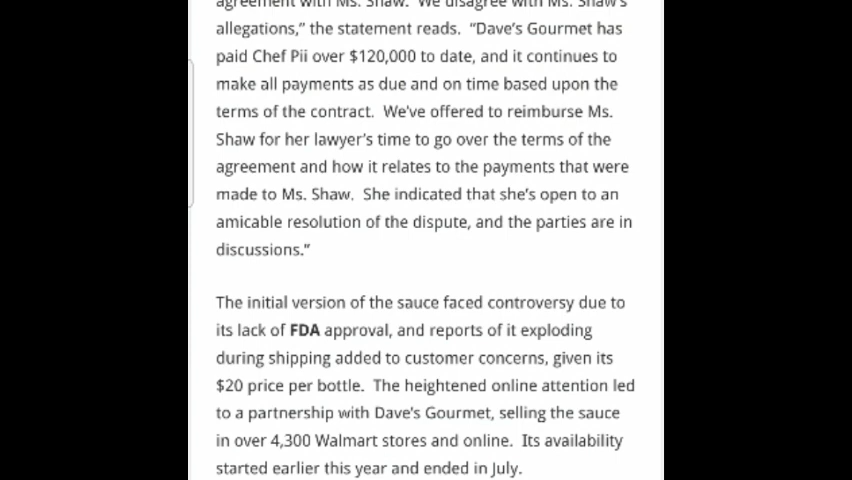 agreement with Ms. Shaw.  We disagree with Ms. Shaw's
allegations,” the statement reads.  “Dave’s Gourmet has
paid Chef Pii over $120,000 to date, and it continues to
make all payments as due and on time based upon the
terms of the contract.  We’ve offered to reimburse Ms.
Shaw for her lawyer’s time to go over the terms of the
agreement and how it relates to the payments that were
made to Ms. Shaw.  She indicated that she’s open to an
amicable resolution of the dispute, and the parties are in
discussions.”
The initial version of the sauce faced controversy due to
its lack of FDA approval, and reports of it exploding
during shipping added to customer concerns, given its
$20 price per bottle.  The heightened online attention led
to a partnership with Dave’s Gourmet, selling the sauce
in over 4,300 Walmart stores and online.  Its availability
started earlier this year and ended in July.